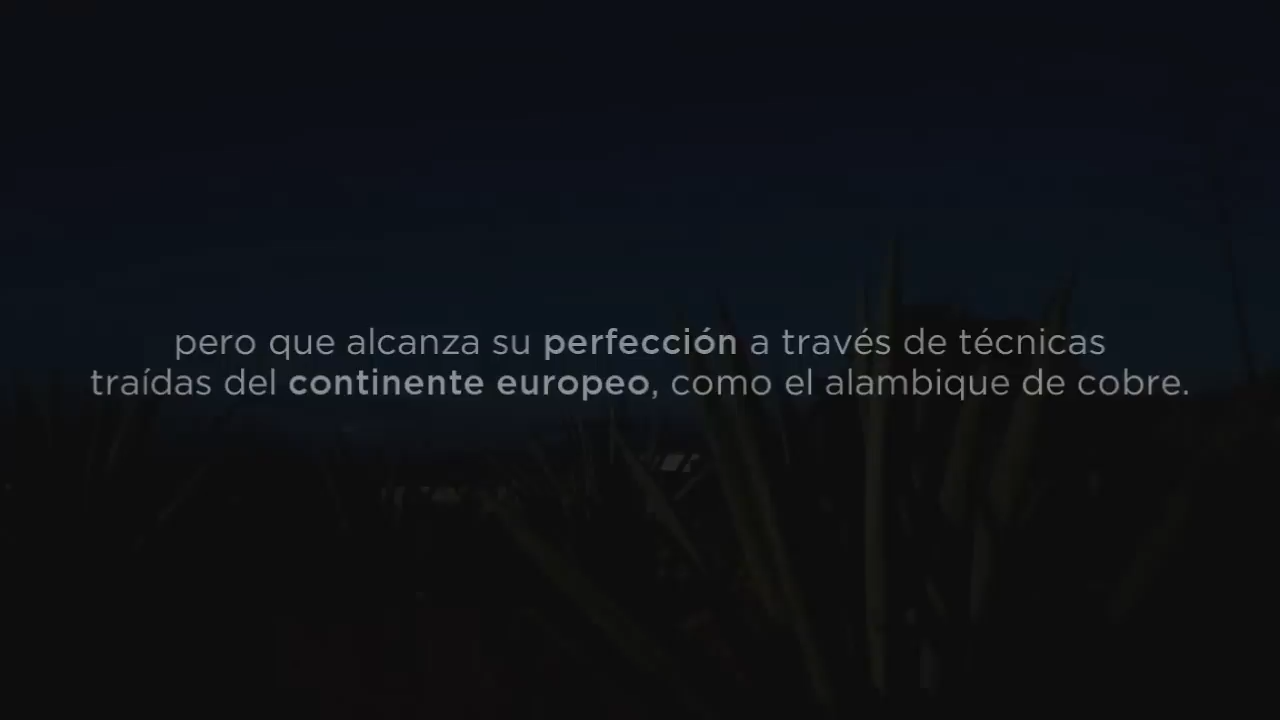 pero que alcanza su perfección a través de técnicas
traídas del continente europeo, como el alambique de cobre.